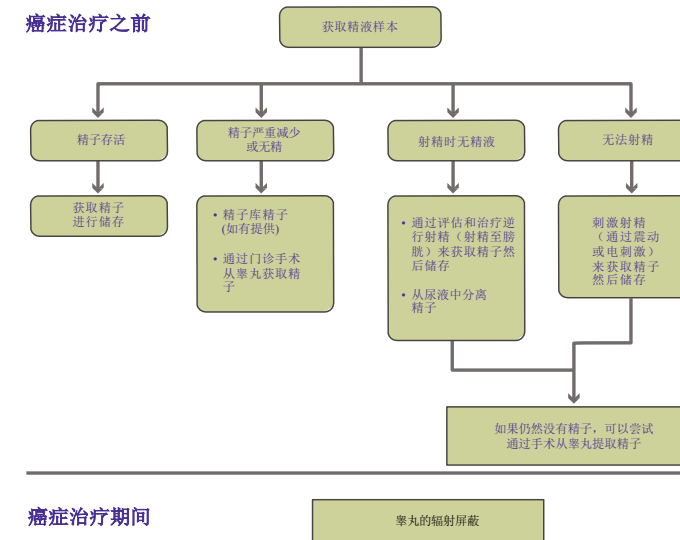 癌症治疗之前
获取精液样本
精子存活
精子严重减少
或无精
射精时无精液
无法射精
获取精子
进行储存
• 精子库精子
(如有提供)
• 通过门诊手术
从睾丸获取精
子
• 通过评估和治疗逆
行射精（射精至膀
胱）来获取精子然
后储存
• 从尿液中分离
精子
刺激射精
（通过震动
或电刺激）
来获取精子
然后储存
如果仍然没有精子，可以尝试
通过手术从睾丸提取精子
癌症治疗期间
睾丸的辐射屏蔽